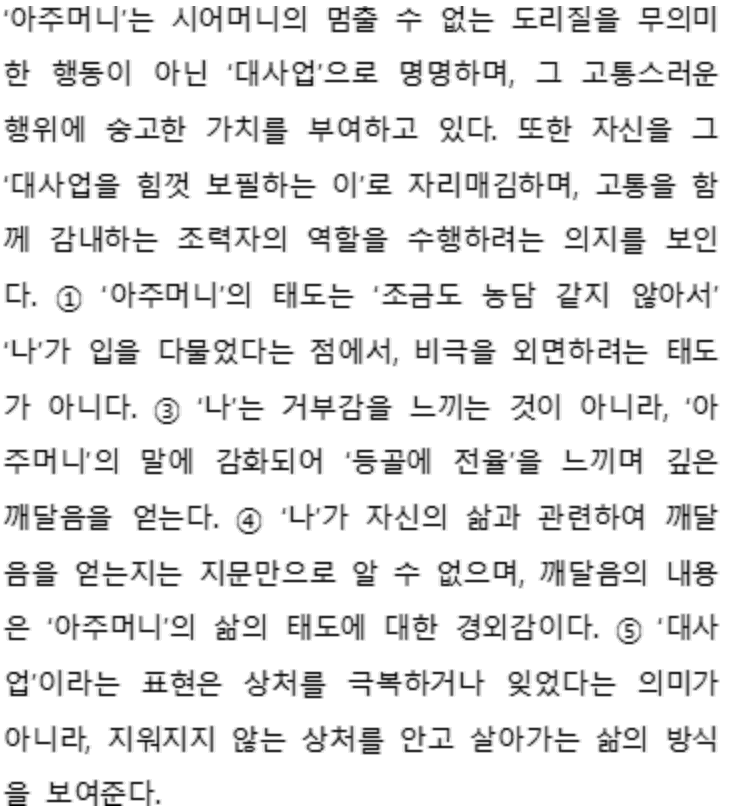 ‘아주머니’는 시어머니의 멈출 수 없는 도리질을 무의미
한 행동이 아닌 ‘대사업’으로 명명하며, 그 고통스러운
행위에 숭고한 가치를 부여하고 있다. 또한 자신을 그
‘대사업을 힘껏 보필하는 이’로 자리매김하며, 고통을 함
께 감내하는 조력자의 역할을 수행하려는 의지를 보인
다. ① ‘아주머니’의 태도는 ‘조금도 농담 같지 않아서’
‘나’가 입을 다물었다는 점에서, 비극을 외면하려는 태도
가 아니다. ③ ‘나’는 거부감을 느끼는 것이 아니라, ‘아
주머니’의 말에 감화되어 ‘등골에 전율’을 느끼며 깊은
깨달음을 얻는다. ④ ‘나’가 자신의 삶과 관련하여 깨달
음을 얻는지는 지문만으로 알 수 없으며, 깨달음의 내용
은 ‘아주머니’의 삶의 태도에 대한 경외감이다. ⑤ ‘대사
업’이라는 표현은 상처를 극복하거나 잊었다는 의미가
아니라, 지워지지 않는 상처를 안고 살아가는 삶의 방식
을 보여준다.